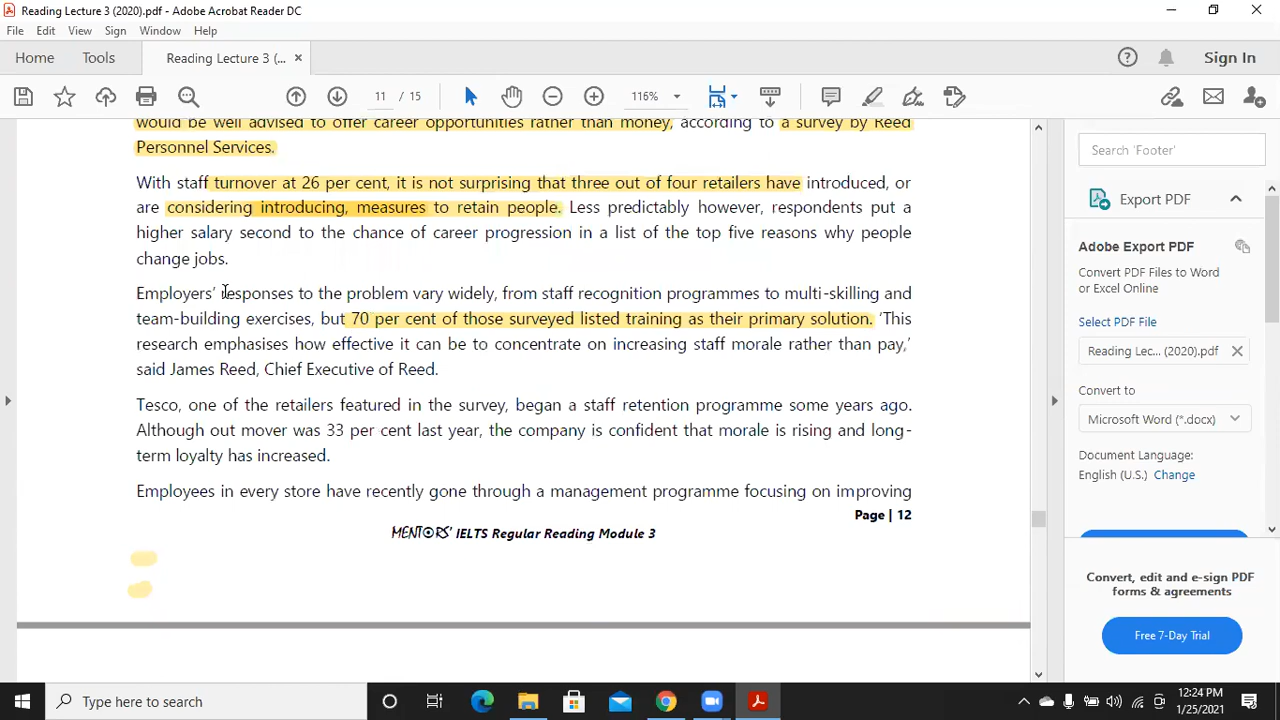 Reading Lecture 3 (2020).pdf - Adobe Acrobat Reader DC
File Edit View Sign Window Help
Home Tools Reading Lecture 3 (... × Sign In
11 / 15 116%
would be well advised to offer career opportunities rather than money, according to a survey by Reed
Personnel Services.
With staff turnover at 26 per cent, it is not surprising that three out of four retailers have introduced, or
are considering introducing, measures to retain people. Less predictably however, respondents put a
higher salary second to the chance of career progression in a list of the top five reasons why people
change jobs.
Employers’ responses to the problem vary widely, from staff recognition programmes to multi-skilling and
team-building exercises, but 70 per cent of those surveyed listed training as their primary solution. ‘This
research emphasises how effective it can be to concentrate on increasing staff morale rather than pay,’
said James Reed, Chief Executive of Reed.
Tesco, one of the retailers featured in the survey, began a staff retention programme some years ago.
Although out mover was 33 per cent last year, the company is confident that morale is rising and long-
term loyalty has increased.
Employees in every store have recently gone through a management programme focusing on improving
Page | 12
MENTORS’ IELTS Regular Reading Module 3
Search 'Footer'
Export PDF
Adobe Export PDF
Convert PDF Files to Word
or Excel Online
Select PDF File
Reading Lec... (2020).pdf
Convert to
Microsoft Word (*.docx)
Document Language:
English (U.S.) Change
Convert, edit and e-sign PDF
forms & agreements
Free 7-Day Trial
Type here to search
12:24 PM
1/25/2021